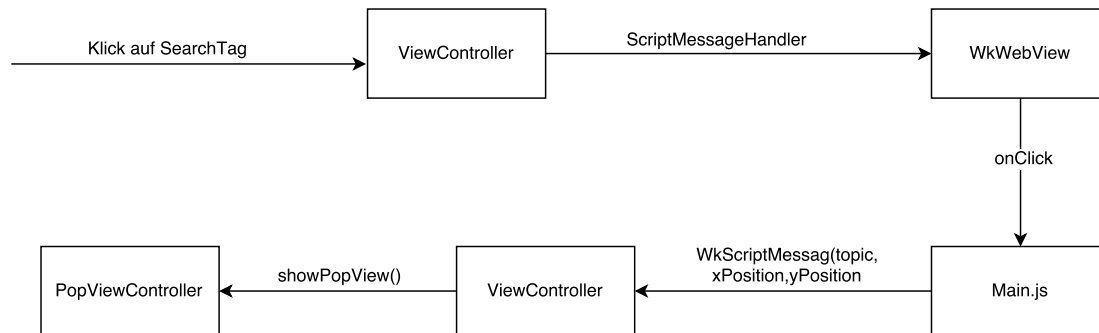 Klick auf SearchTag
ViewController
ScriptMessageHandler
WkWebView
onClick
PopViewController
showPopView()
ViewController
WkScriptMessag(topic,
xPosition,yPosition
Main.js